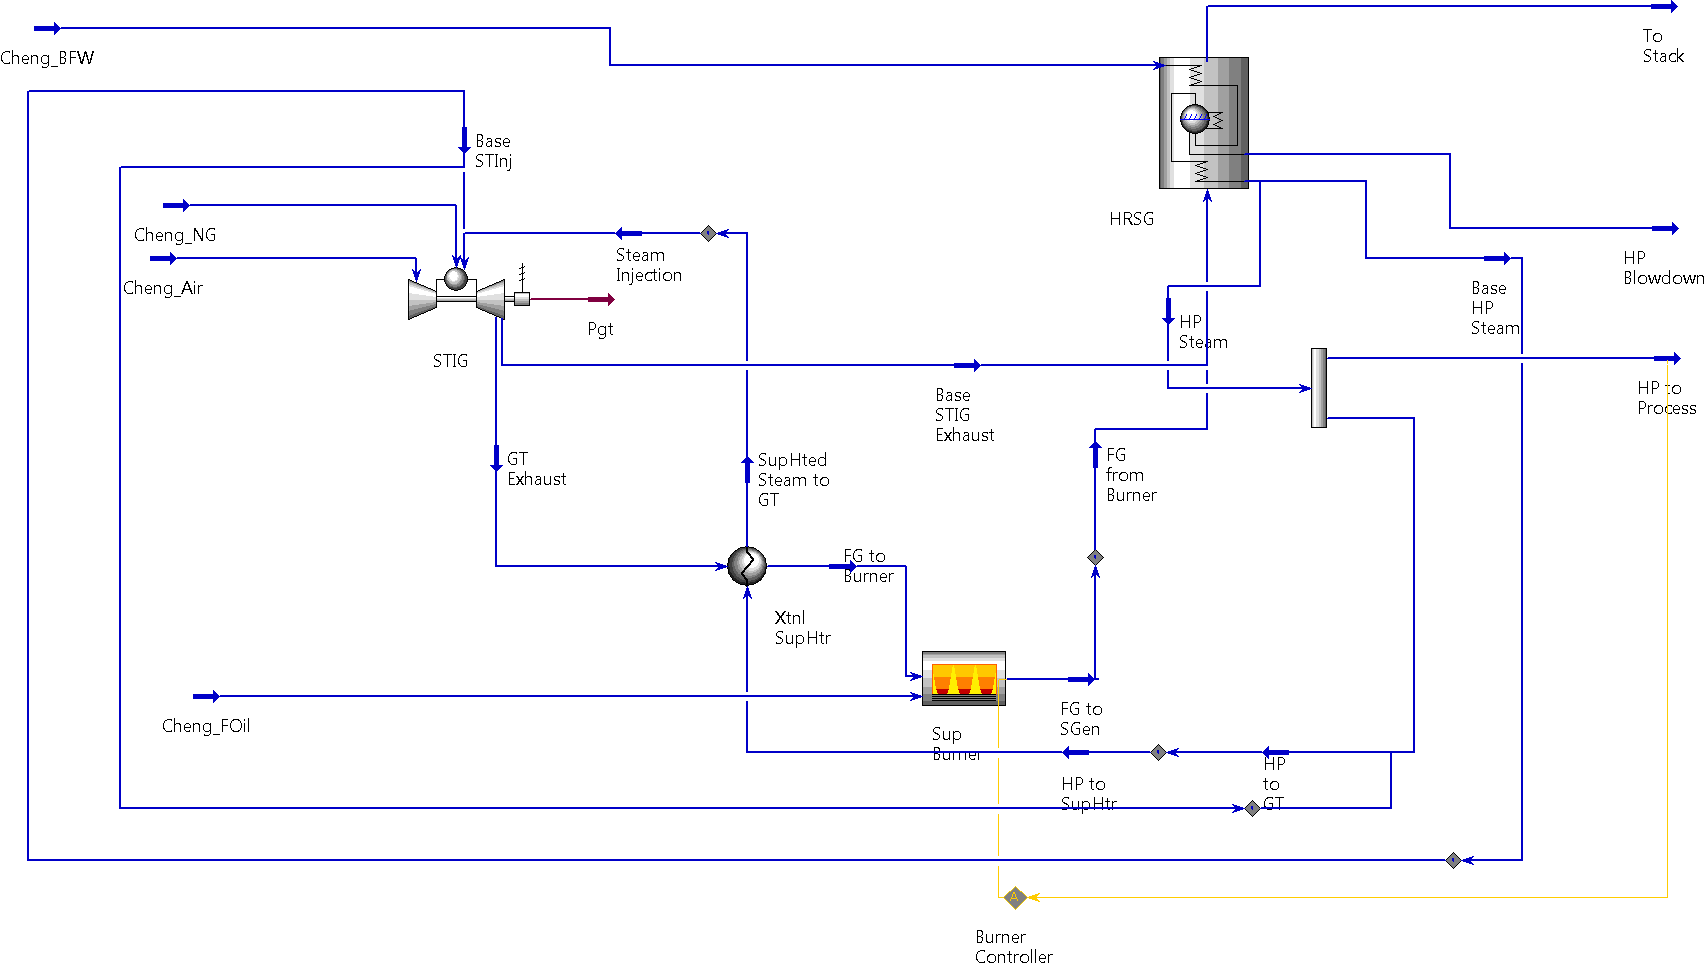 To
Stack
Cheng_BFW
Base
STInj
HRSG
Cheng_NG
Steam
Injection
HP
Blowdown
Cheng_Air
Base
HP
Steam
Pgt
HP
Steam
STIG
HP to
Process
Base
STIG
Exhaust
GT
Exhaust
SupHted
Steam to
GT
FG
from
Burner
FG to
Burner
Xtnl
SupHtr
Cheng_FOil
Sup
Burner
FG to
SGen
HP
to
GT
HP to
SupHtr
A
Burner
Controller